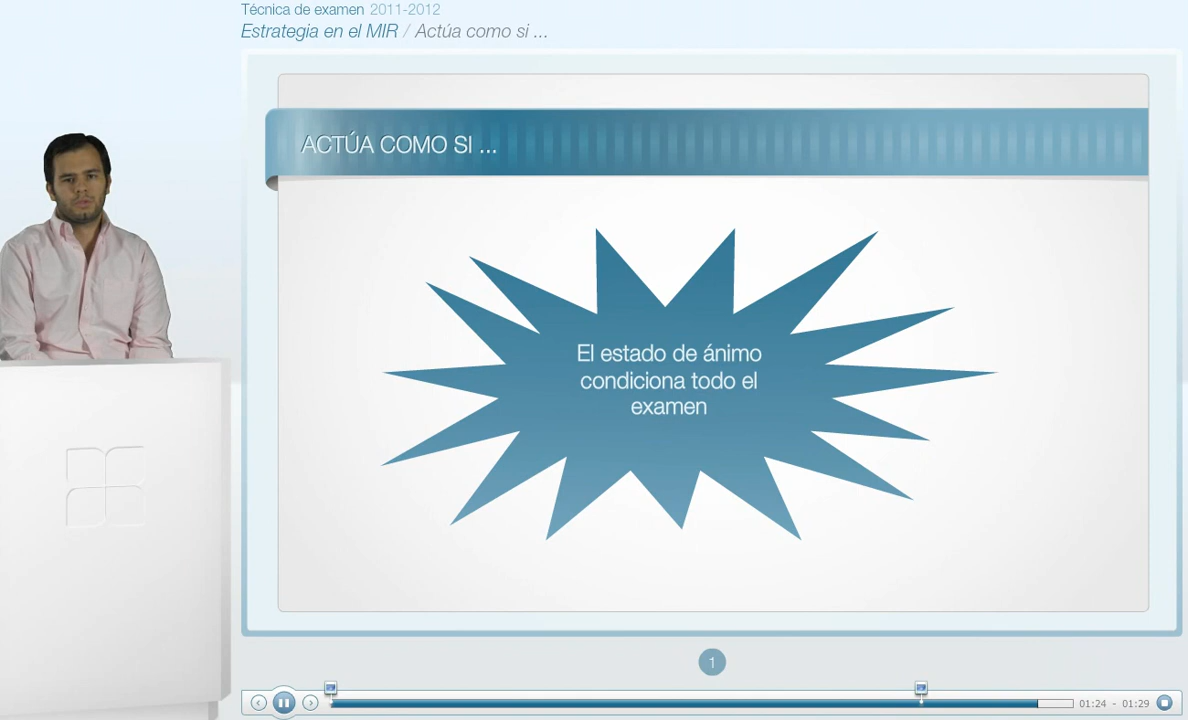 Técnica de examen 2011-2012
Estrategia en el MIR / Actúa como si ...
ACTÚA COMO SI ...
El estado de ánimo
condiciona todo el
examen
1
01:24 - 01:29